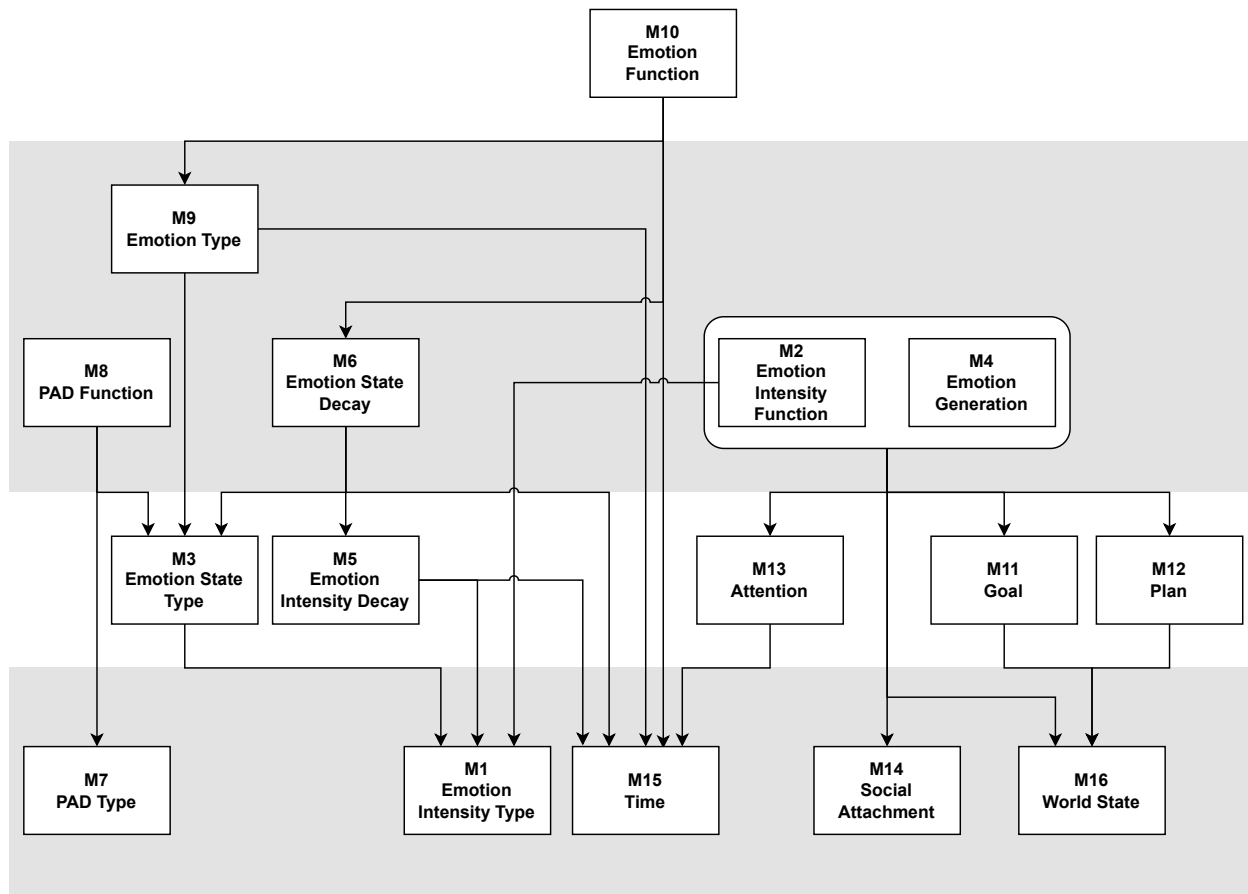 M10
Emotion
Function
M9
Emotion Type
M8
PAD Function
M6
Emotion State
Decay
M2
Emotion
Intensity
Function
M4
Emotion
Generation
M3
Emotion State
Type
M5
Emotion
Intensity Decay
M13
Attention
M11
Goal
M12
Plan
M7
PAD Type
M1
Emotion
Intensity Type
M15
Time
M14
Social
Attachment
M16
World State